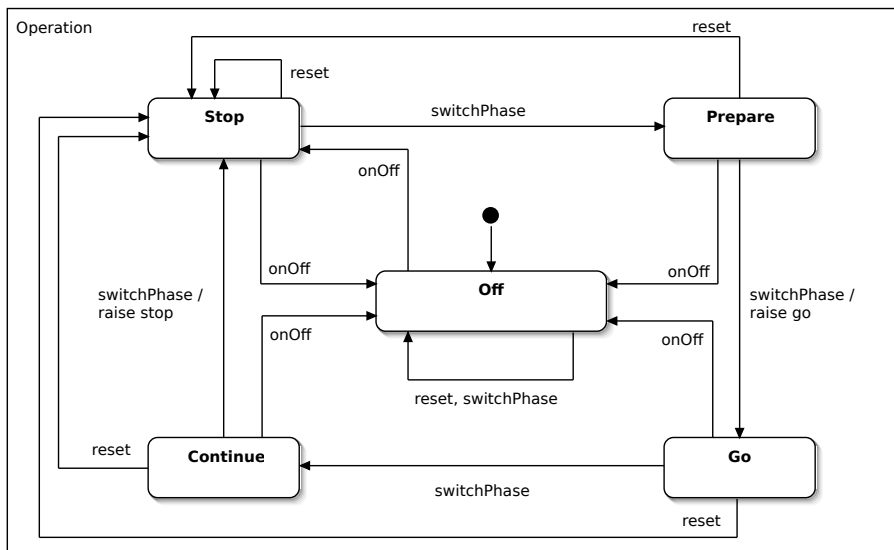 Operation
reset
reset
Stop
switchPhase
Prepare
onOff
onOff
onOff
Off
switchPhase /
raise stop
switchPhase /
raise go
onOff
onOff
reset, switchPhase
reset
Continue
Go
switchPhase
reset